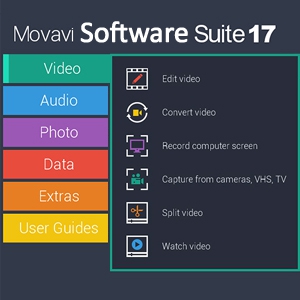 Movavi Software Suite 17
Video
Audio
Photo
Data
Extras
User Guides
Edit video
Convert video
Record computer screen
Capture from cameras, VHS, TV
Split video
Watch video